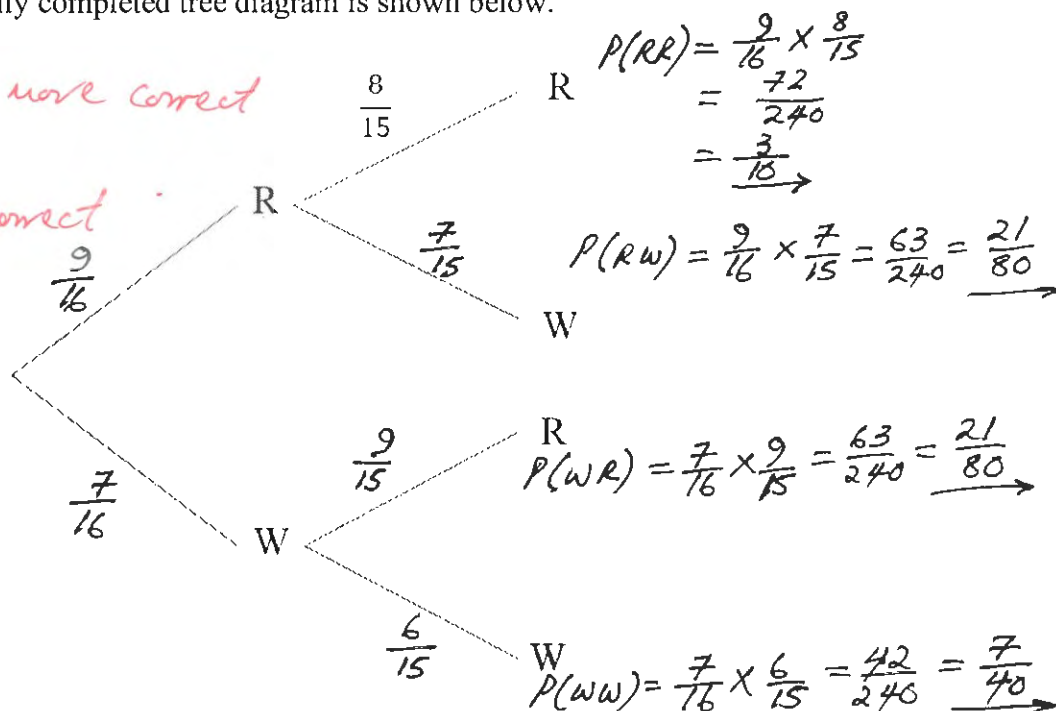 lly completed tree diagram is shown below.
P(RR) = 9/16 × 8/15
= 72/240
= 3/10
more correct
8/15
R
R
correct
9/16
7/15
P(RW) = 9/16 × 7/15 = 63/240 = 21/80
W
7/16
9/15
R
P(WR) = 7/16 × 9/15 = 63/240 = 21/80
W
6/15
W
P(WW) = 7/16 × 6/15 = 42/240 = 7/40